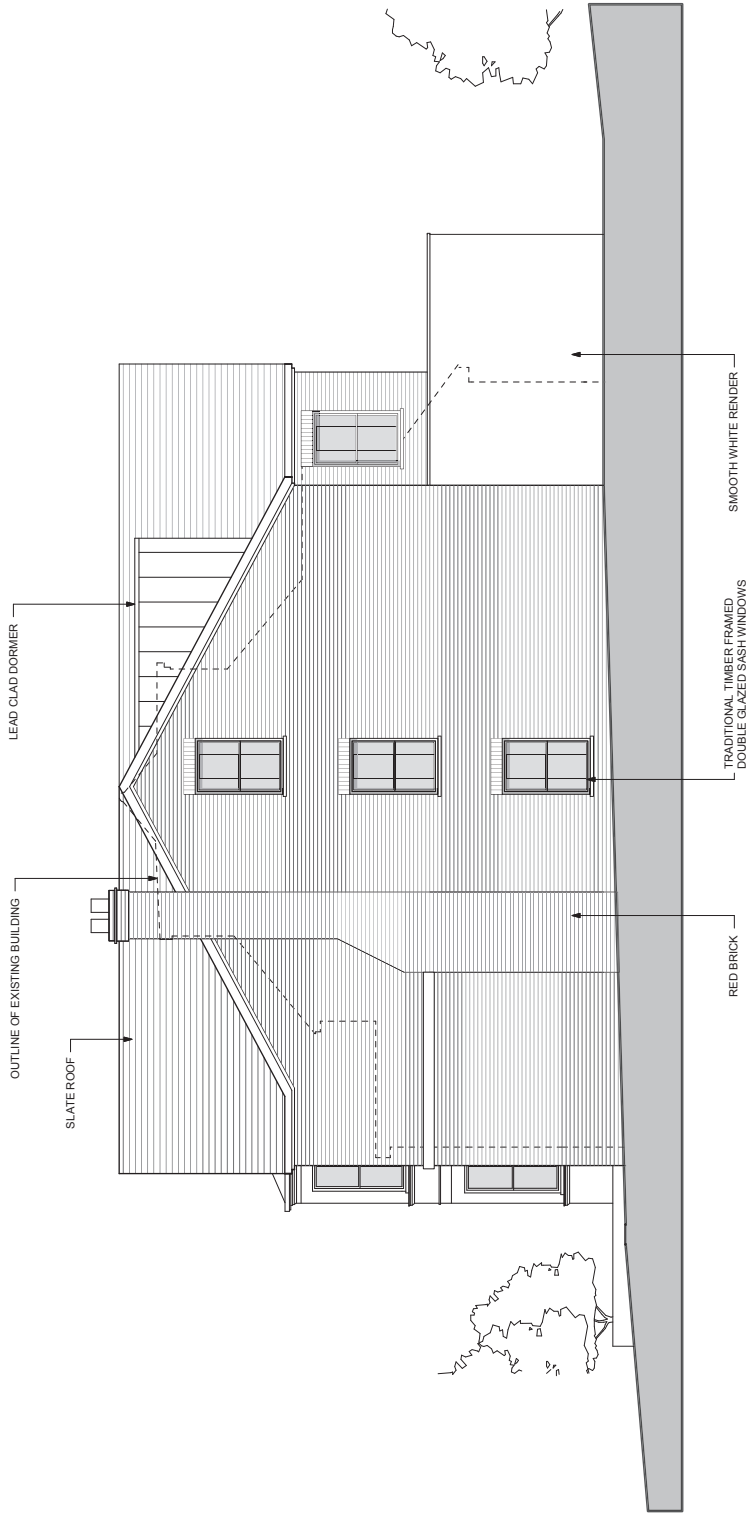 SLATE ROOF
OUTLINE OF EXISTING BUILDING
LEAD CLAD DORMER
RED BRICK
TRADITIONAL TIMBER FRAMED
DOUBLE GLAZED SASH WINDOWS
SMOOTH WHITE RENDER